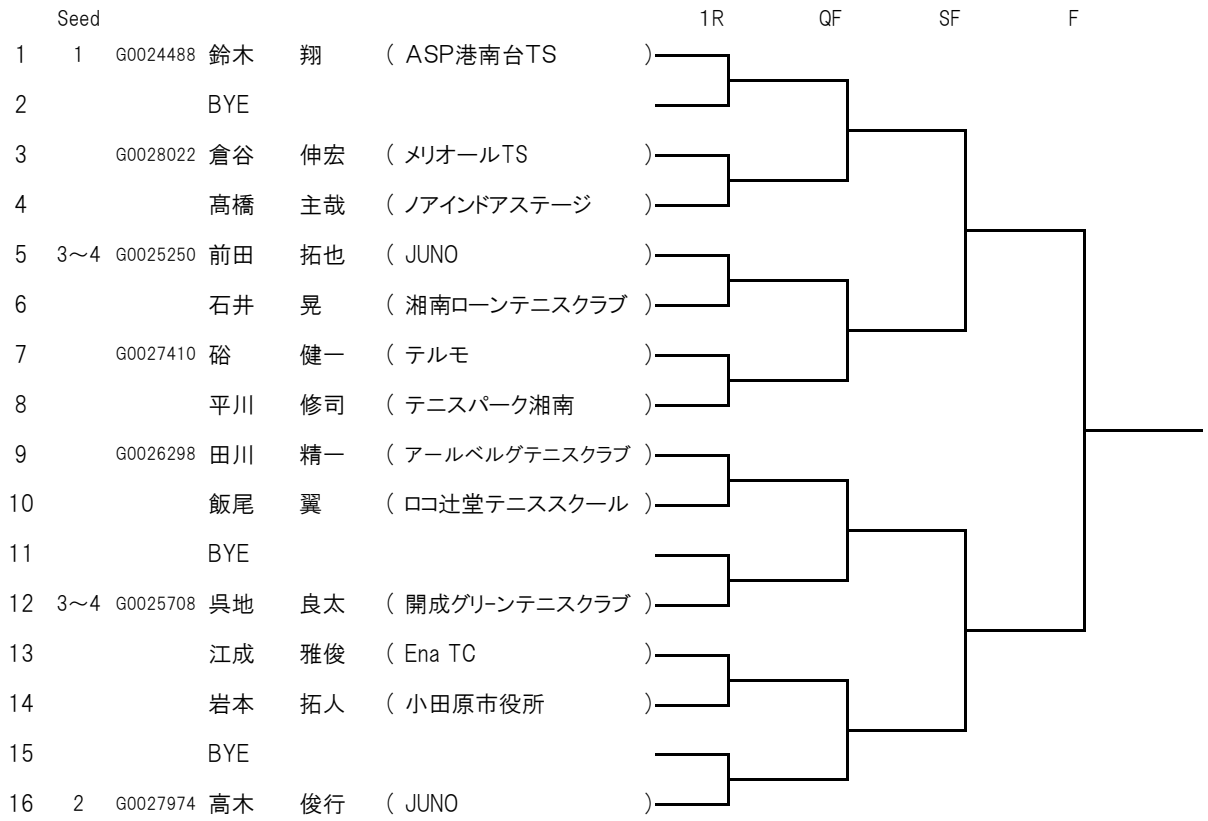 Seed 1R QF SF F
1 1 G0024488 鈴木 翔 ( ASP港南台TS )
2 BYE
3 G0028022 倉谷 伸宏 ( メリオールTS )
4 髙橋 主哉 ( ノアインドアステージ )
5 3～4 G0025250 前田 拓也 ( JUNO )
6 石井 晃 ( 湘南ローンテニスクラブ )
7 G0027410 硲 健一 ( テルモ )
8 平川 修司 ( テニスパーク湘南 )
9 G0026298 田川 精一 ( アールベルグテニスクラブ )
10 飯尾 翼 ( ロコ辻堂テニススクール )
11 BYE
12 3～4 G0025708 呉地 良太 ( 開成グリーンテニスクラブ )
13 江成 雅俊 ( Ena TC )
14 岩本 拓人 ( 小田原市役所 )
15 BYE
16 2 G0027974 高木 俊行 ( JUNO )